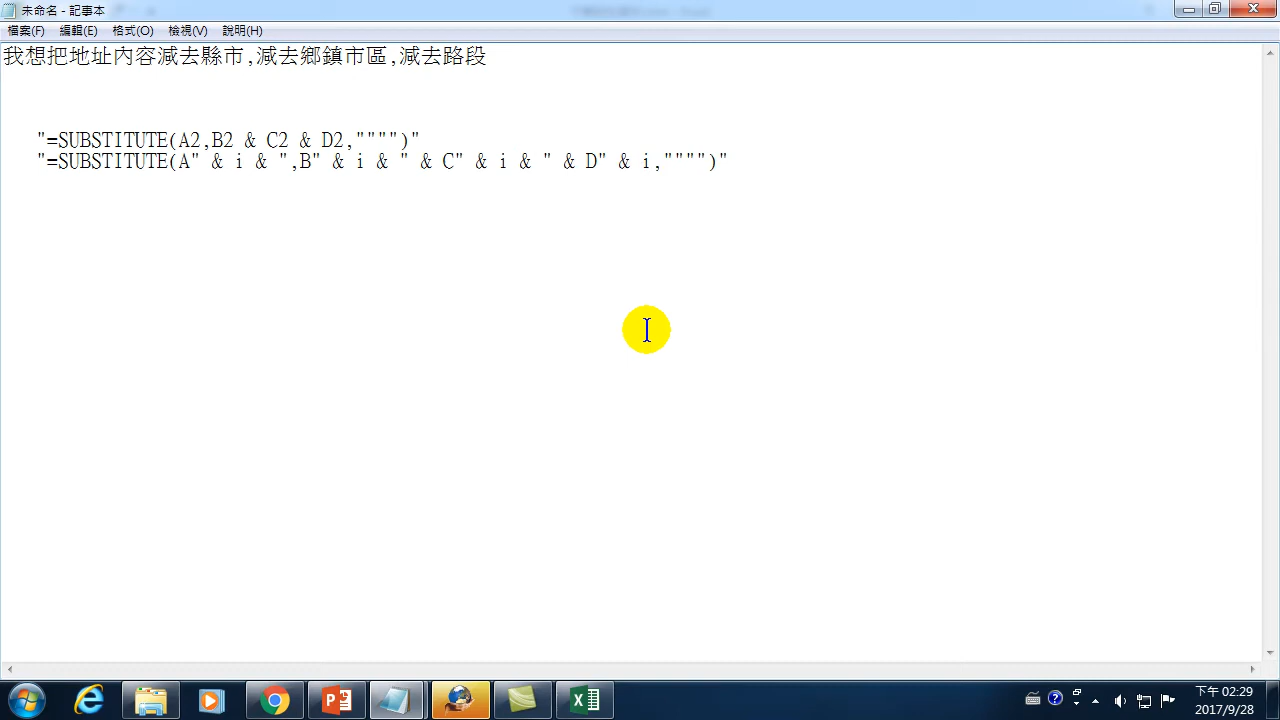 未命名 - 記事本
檔案(F) 編輯(E) 格式(O) 檢視(V) 說明(H)
我想把地址內容減去縣市,減去鄉鎮市區,減去路段
"=SUBSTITUTE(A2,B2 & C2 & D2,"""")"
"=SUBSTITUTE(A" & i & ",B" & i & " & C" & i & " & D" & i,"""")"
下午 02:29
2017/9/28